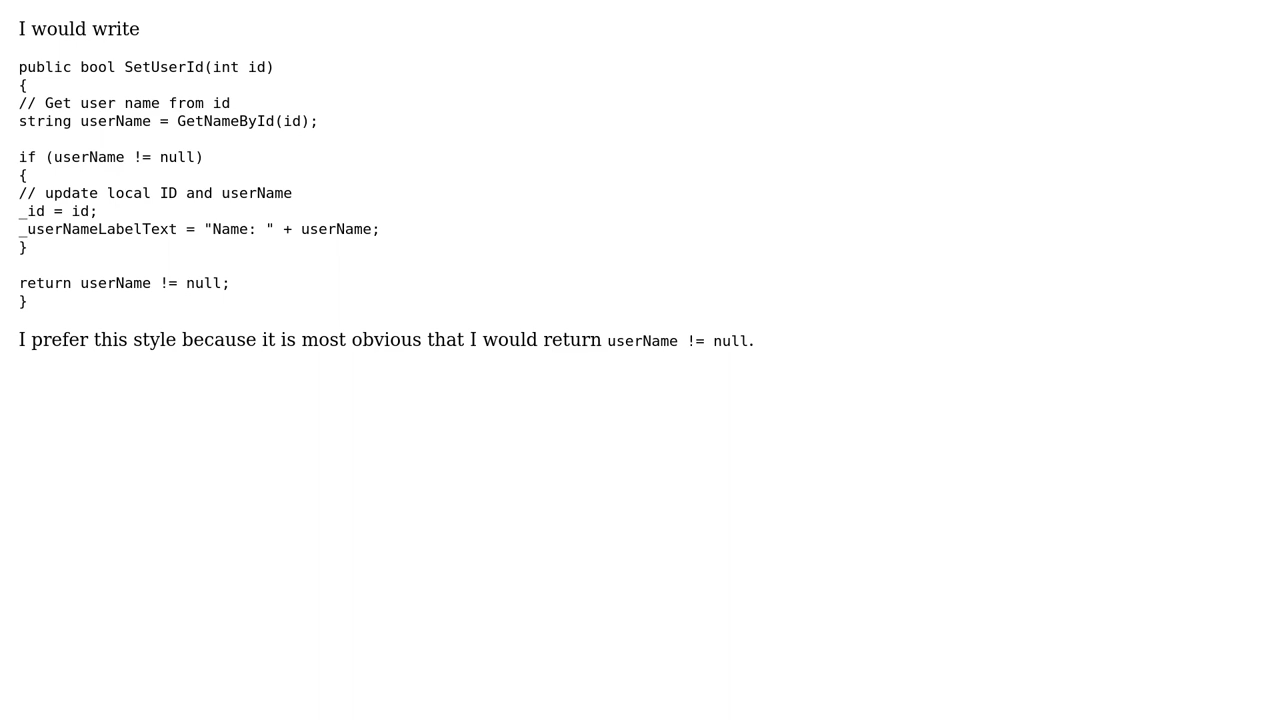 I would write
public bool SetUserId(int id)
{
// Get user name from id
string userName = GetNameById(id);
if (userName != null)
{
// update local ID and userName
_id = id;
_userNameLabelText = "Name: " + userName;
}
return userName != null;
}
I prefer this style because it is most obvious that I would return userName != null.